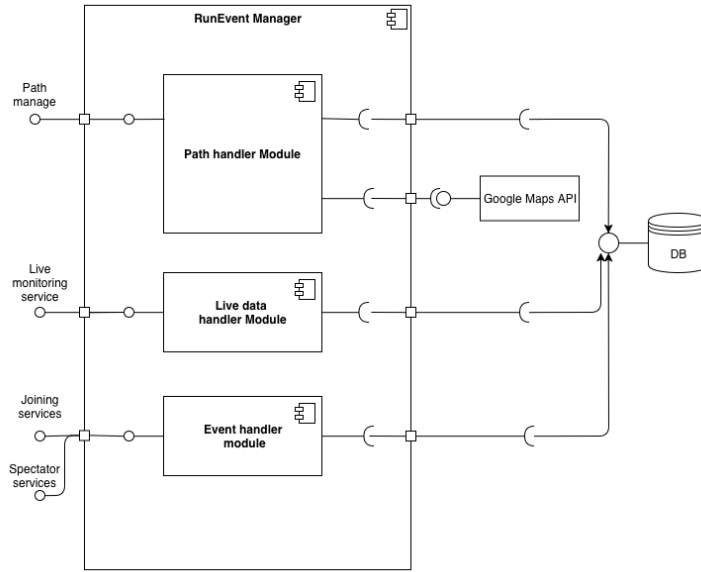 RunEvent Manager
Path
manage
Path handler Module
Google Maps API
DB
Live
monitoring
service
Live data
handler Module
Joining
services
Event handler
module
Spectator
services